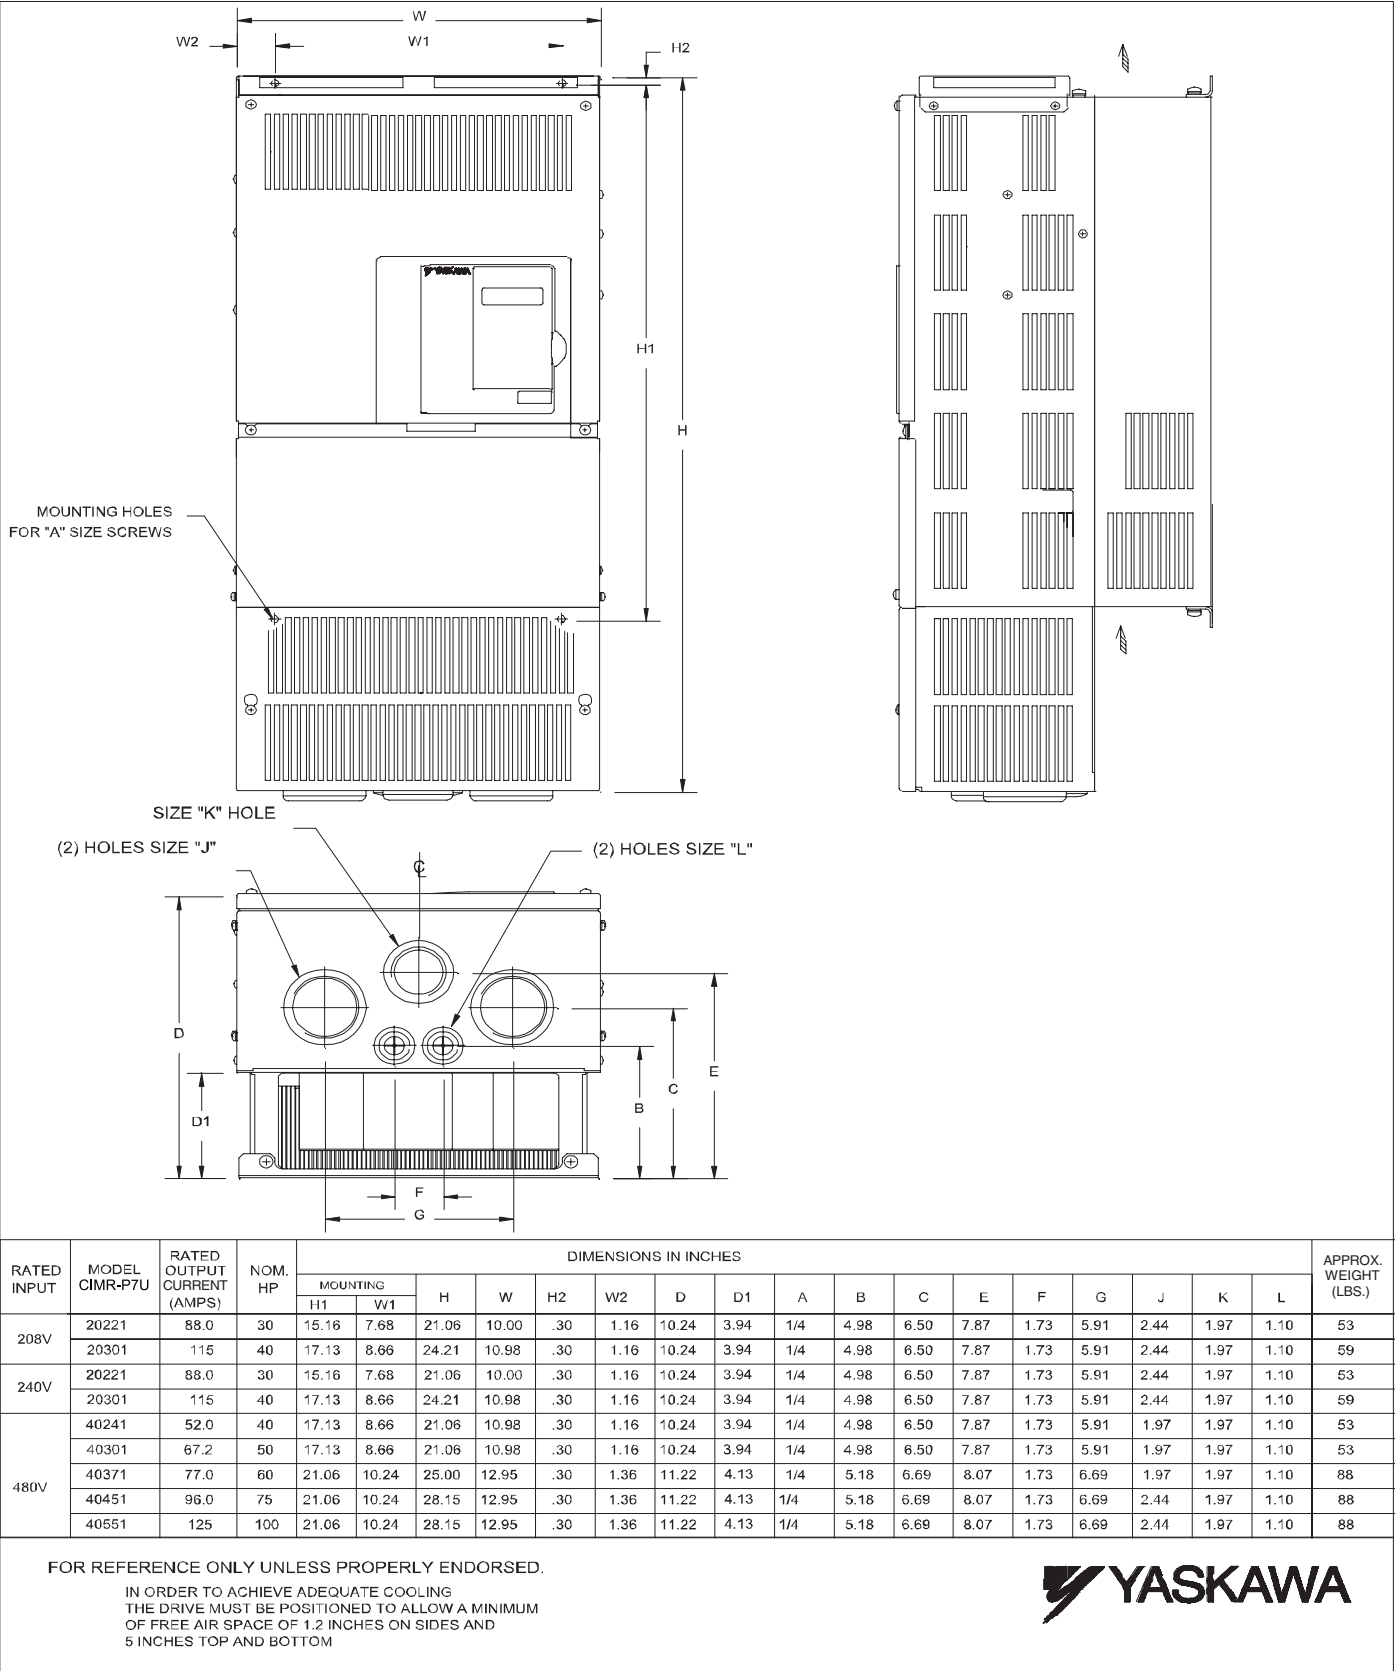 W
W2
W1
H2
YASKAWA
H1
H
MOUNTING HOLES
FOR "A" SIZE SCREWS
SIZE "K" HOLE
(2) HOLES SIZE "J"
(2) HOLES SIZE "L"
CL
D
D1
E
C
B
F
G
RATED INPUT | MODEL CIMR-P7U | RATED OUTPUT CURRENT (AMPS) | NOM. HP | DIMENSIONS IN INCHES | APPROX. WEIGHT (LBS.)
MOUNTING
H1 W1 H W H2 W2 D D1 A B C E F G J K L
208V
20221 88.0 30 15.16 7.68 21.06 10.00 .30 1.16 10.24 3.94 1/4 4.98 6.50 7.87 1.73 5.91 2.44 1.97 1.10 53
20301 115 40 17.13 8.66 24.21 10.98 .30 1.16 10.24 3.94 1/4 4.98 6.50 7.87 1.73 5.91 2.44 1.97 1.10 59
240V
20221 88.0 30 15.16 7.68 21.06 10.00 .30 1.16 10.24 3.94 1/4 4.98 6.50 7.87 1.73 5.91 2.44 1.97 1.10 53
20301 115 40 17.13 8.66 24.21 10.98 .30 1.16 10.24 3.94 1/4 4.98 6.50 7.87 1.73 5.91 2.44 1.97 1.10 59
480V
40241 52.0 40 17.13 8.66 21.06 10.98 .30 1.16 10.24 3.94 1/4 4.98 6.50 7.87 1.73 5.91 1.97 1.97 1.10 53
40301 67.2 50 17.13 8.66 21.06 10.98 .30 1.16 10.24 3.94 1/4 4.98 6.50 7.87 1.73 5.91 1.97 1.97 1.10 53
40371 77.0 60 21.06 10.24 25.00 12.95 .30 1.36 11.22 4.13 1/4 5.18 6.69 8.07 1.73 6.69 1.97 1.97 1.10 88
40451 96.0 75 21.06 10.24 28.15 12.95 .30 1.36 11.22 4.13 1/4 5.18 6.69 8.07 1.73 6.69 2.44 1.97 1.10 88
40551 125 100 21.06 10.24 28.15 12.95 .30 1.36 11.22 4.13 1/4 5.18 6.69 8.07 1.73 6.69 2.44 1.97 1.10 88
FOR REFERENCE ONLY UNLESS PROPERLY ENDORSED.
IN ORDER TO ACHIEVE ADEQUATE COOLING
THE DRIVE MUST BE POSITIONED TO ALLOW A MINIMUM
OF FREE AIR SPACE OF 1.2 INCHES ON SIDES AND
5 INCHES TOP AND BOTTOM
YASKAWA